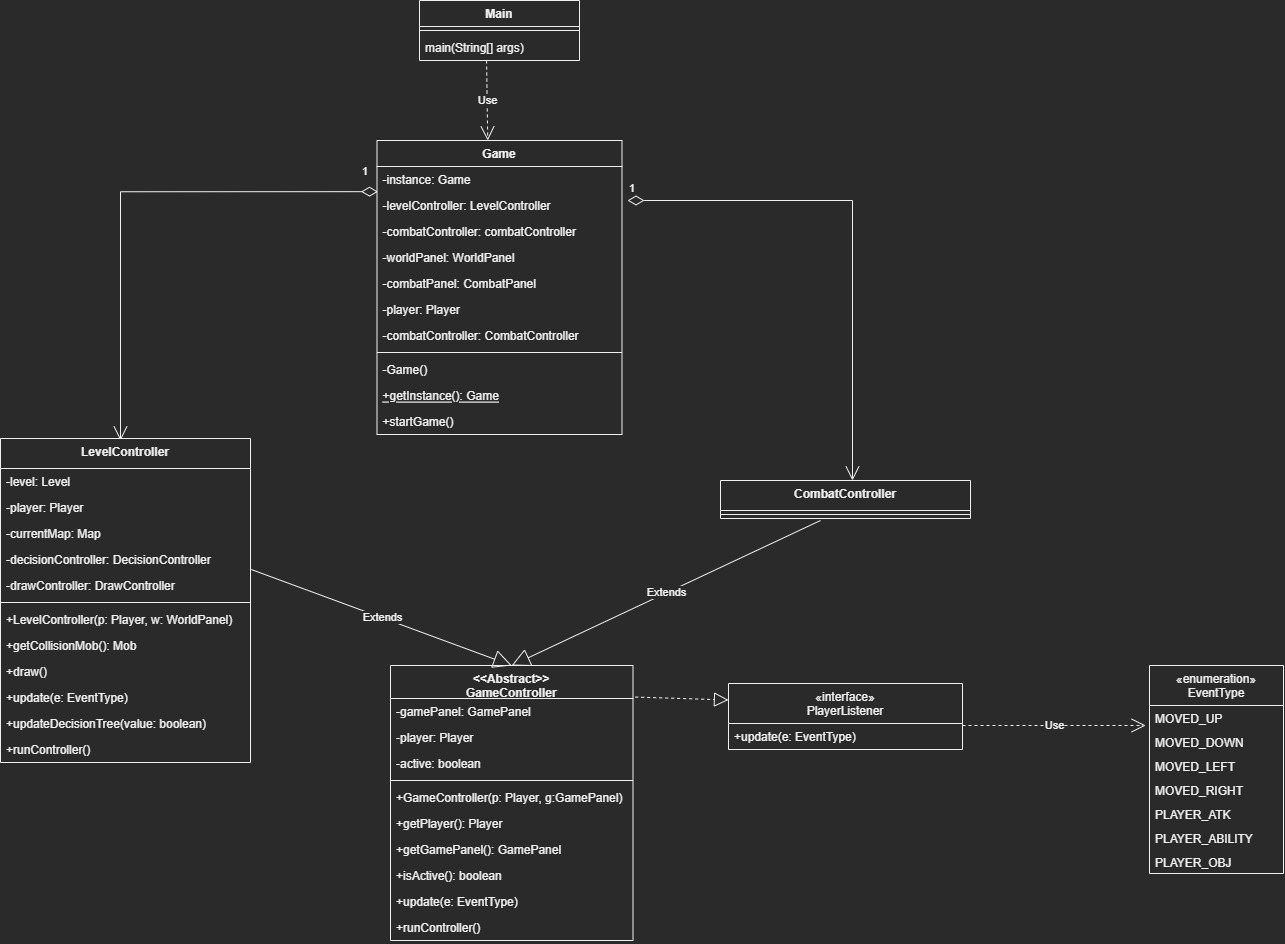 Main
main(String[] args)
Use
Game
1
-instance: Game
-levelController: LevelController
1
-combatController: combatController
-worldPanel: WorldPanel
-combatPanel: CombatPanel
-player: Player
-combatController: CombatController
-Game()
+getInstance(): Game
+startGame()
LevelController
-level: Level
-player: Player
-currentMap: Map
-decisionController: DecisionController
-drawController: DrawController
+LevelController(p: Player, w: WorldPanel)
+getCollisionMob(): Mob
+draw()
+update(e: EventType)
+updateDecisionTree(value: boolean)
+runController()
CombatController
Extends
Extends
<<Abstract>>
GameController
-gamePanel: GamePanel
-player: Player
-active: boolean
+GameController(p: Player, g:GamePanel)
+getPlayer(): Player
+getGamePanel(): GamePanel
+isActive(): boolean
+update(e: EventType)
+runController()
«interface»
PlayerListener
+update(e: EventType)
Use
«enumeration»
EventType
MOVED_UP
MOVED_DOWN
MOVED_LEFT
MOVED_RIGHT
PLAYER_ATK
PLAYER_ABILITY
PLAYER_OBJ